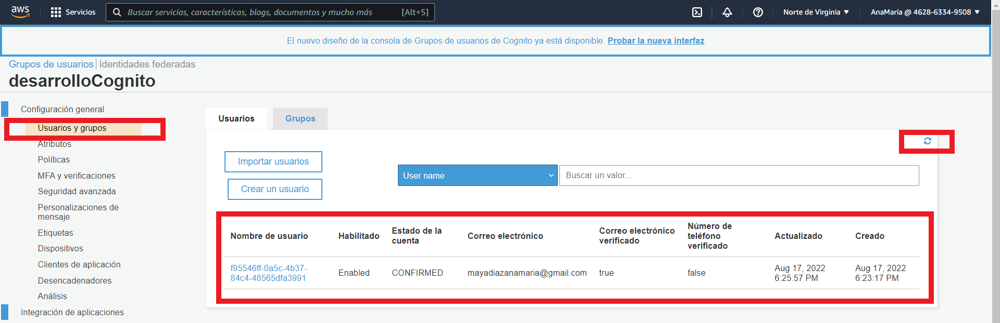 aws
Servicios
Buscar servicios, características, blogs, documentos y mucho más [Alt+S]
Norte de Virginia
AnaMaria @ 4628-6334-9508
El nuevo diseño de la consola de Grupos de usuarios de Cognito ya está disponible. Probar la nueva interfaz
Grupos de usuarios Identidades federadas
desarrolloCognito
Configuración general
Usuarios y grupos
Atributos
Políticas
MFA y verificaciones
Seguridad avanzada
Personalizaciones de
mensaje
Etiquetas
Dispositivos
Clientes de aplicación
Desencadenadores
Análisis
Integración de aplicaciones
Usuarios
Grupos
Importar usuarios
Crear un usuario
User name
Buscar un valor...
Nombre de usuario
Habilitado
Estado de la
cuenta
Correo electrónico
Correo electrónico
verificado
Número de
teléfono
verificado
Actualizado
Creado
f95546ff-0a5c-4b37-
84c4-48565dfa3991
Enabled
CONFIRMED
mayadiazanamaria@gmail.com
true
false
Aug 17, 2022
6:25:57 PM
Aug 17, 2022
6:23:17 PM